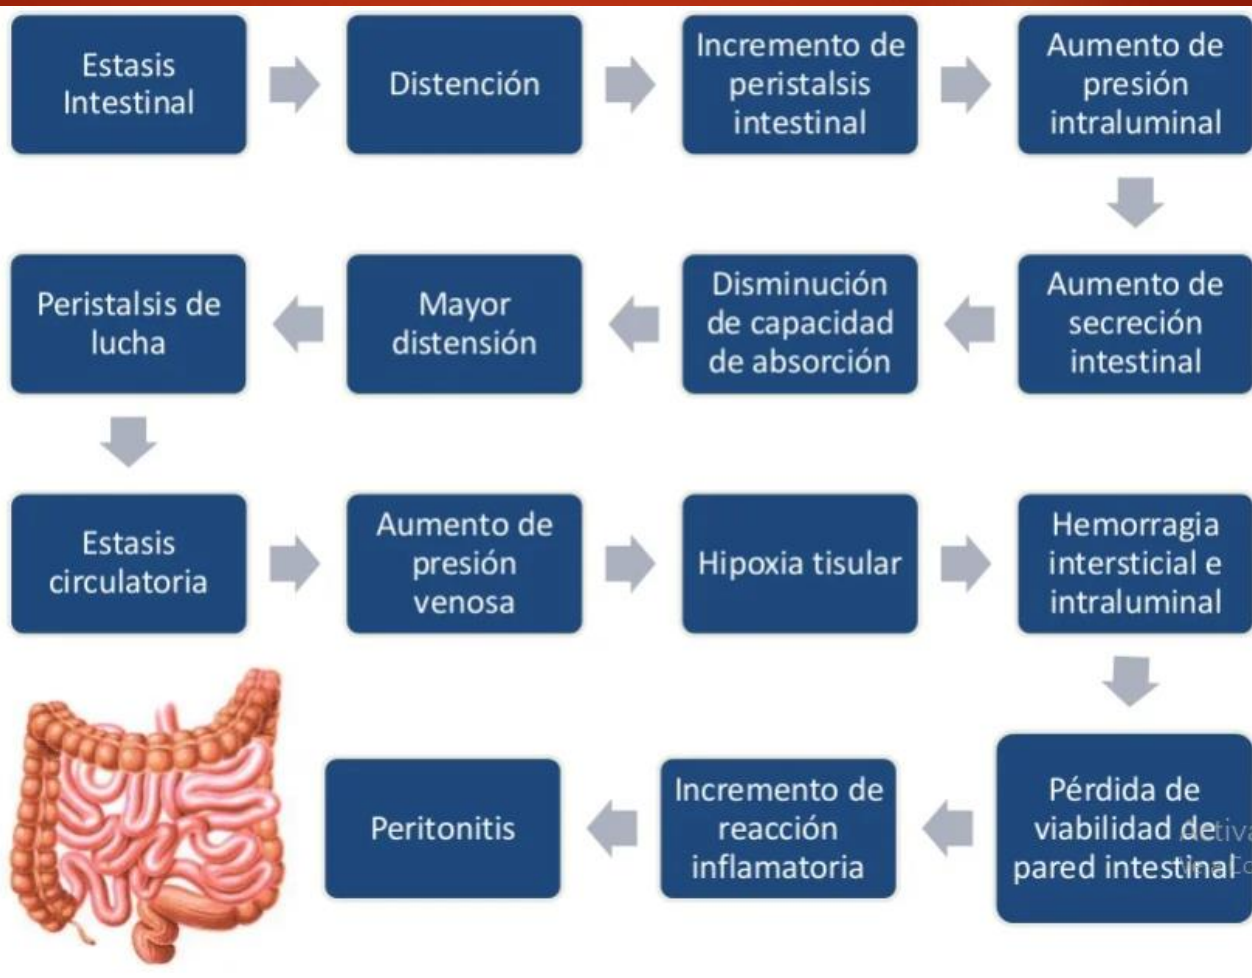 Estasis
Intestinal
Distención
Incremento de
peristalsis
intestinal
Aumento de
presión
intraluminal
Aumento de
secreción
intestinal
Disminución
de capacidad
de absorción
Mayor
distensión
Peristalsis de
lucha
Estasis
circulatoria
Aumento de
presión
venosa
Hipoxia tisular
Hemorragia
intersticial e
intraluminal
Pérdida de
viabilidad de
pared intestinal
Incremento de
reacción
inflamatoria
Peritonitis